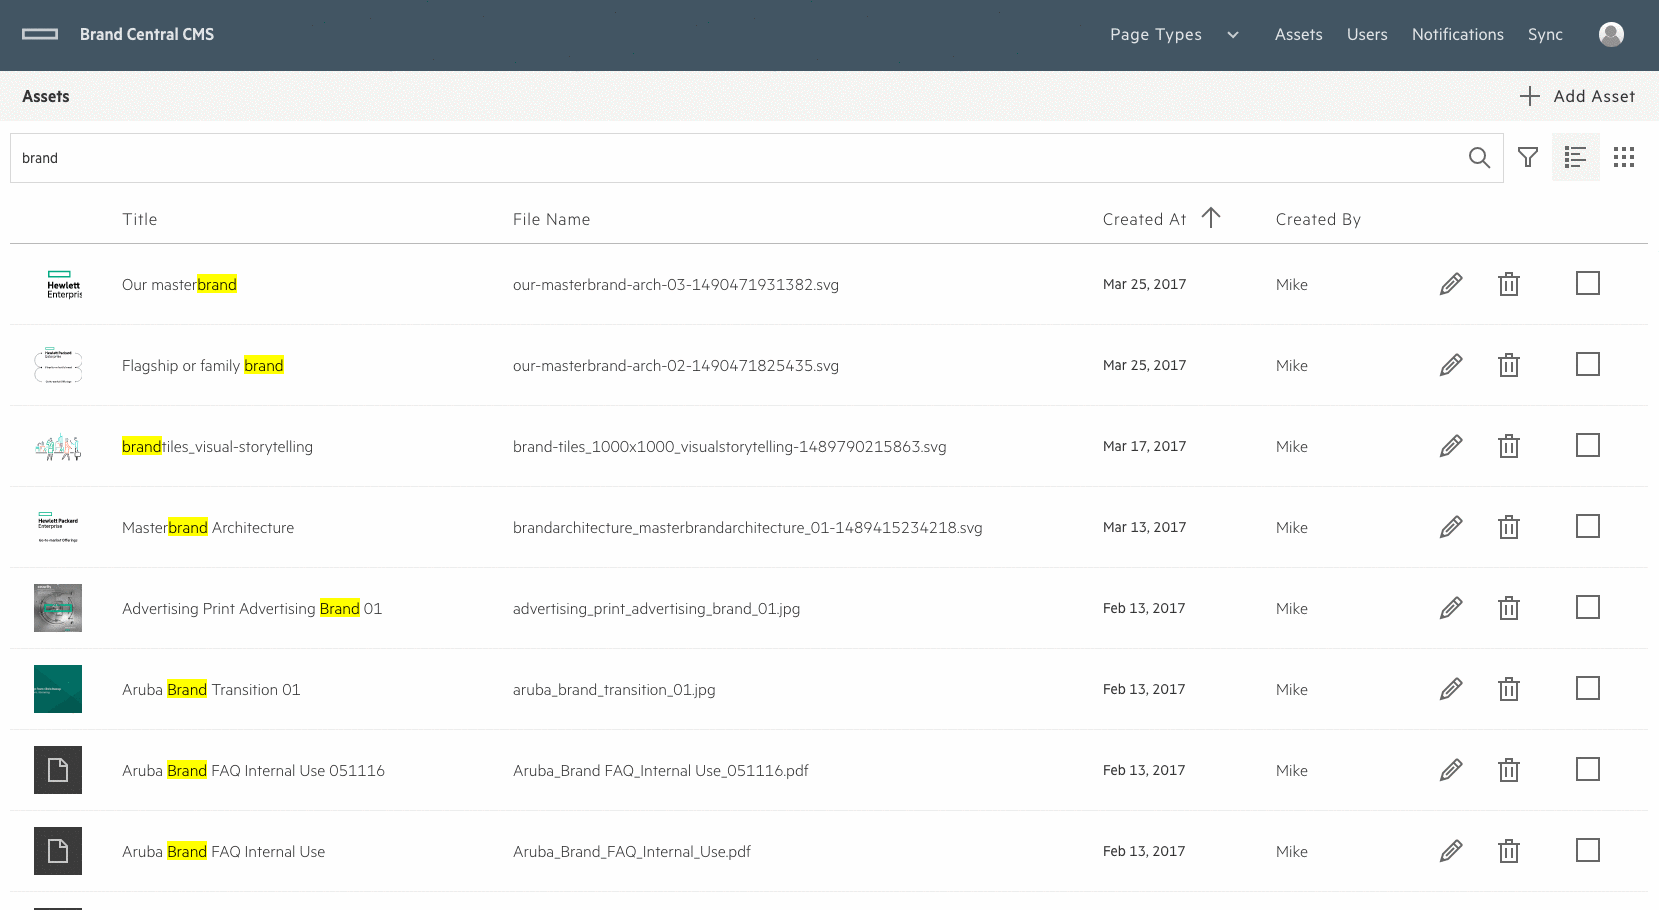 Brand Central CMS
Page Types Assets Users Notifications Sync
Assets
Add Asset
brand
Title File Name Created At Created By
Hewlett
Enterpris
Our masterbrand our-masterbrand-arch-03-1490471931382.svg Mar 25, 2017 Mike
Hewlett Packard
Enterprise
Flagship or family brand our-masterbrand-arch-02-1490471825435.svg Mar 25, 2017 Mike
brandtiles_visual-storytelling brand-tiles_1000x1000_visualstorytelling-1489790215863.svg Mar 17, 2017 Mike
Hewlett Packard
Enterprise
Go-to-market Offerings
Masterbrand Architecture brandarchitecture_masterbrandarchitecture_01-1489415234218.svg Mar 13, 2017 Mike
Advertising Print Advertising Brand 01 advertising_print_advertising_brand_01.jpg Feb 13, 2017 Mike
Aruba Brand Transition 01 aruba_brand_transition_01.jpg Feb 13, 2017 Mike
Aruba Brand FAQ Internal Use 051116 Aruba_Brand FAQ_Internal Use_051116.pdf Feb 13, 2017 Mike
Aruba Brand FAQ Internal Use Aruba_Brand_FAQ_Internal_Use.pdf Feb 13, 2017 Mike